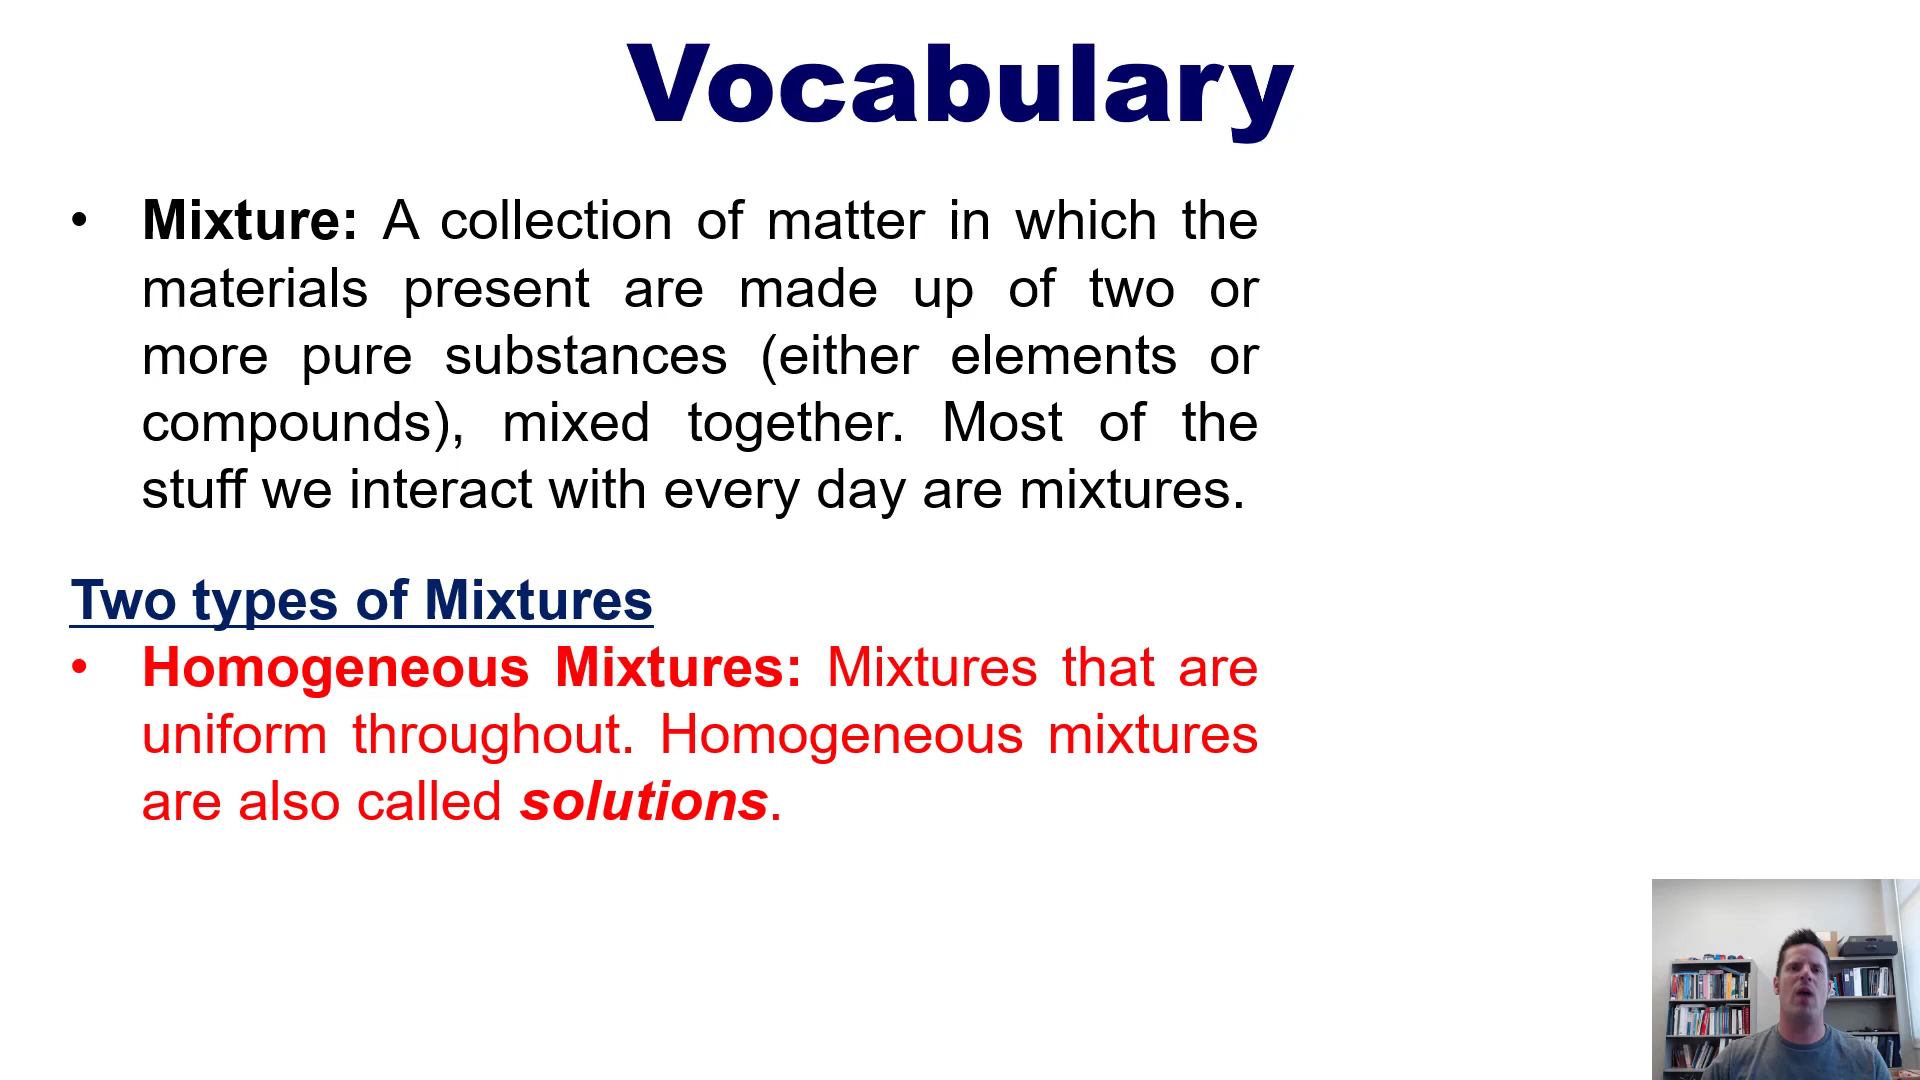 Vocabulary
• Mixture: A collection of matter in which the
materials present are made up of two or
more pure substances (either elements or
compounds), mixed together. Most of the
stuff we interact with every day are mixtures.
Two types of Mixtures
• Homogeneous Mixtures: Mixtures that are
uniform throughout. Homogeneous mixtures
are also called solutions.